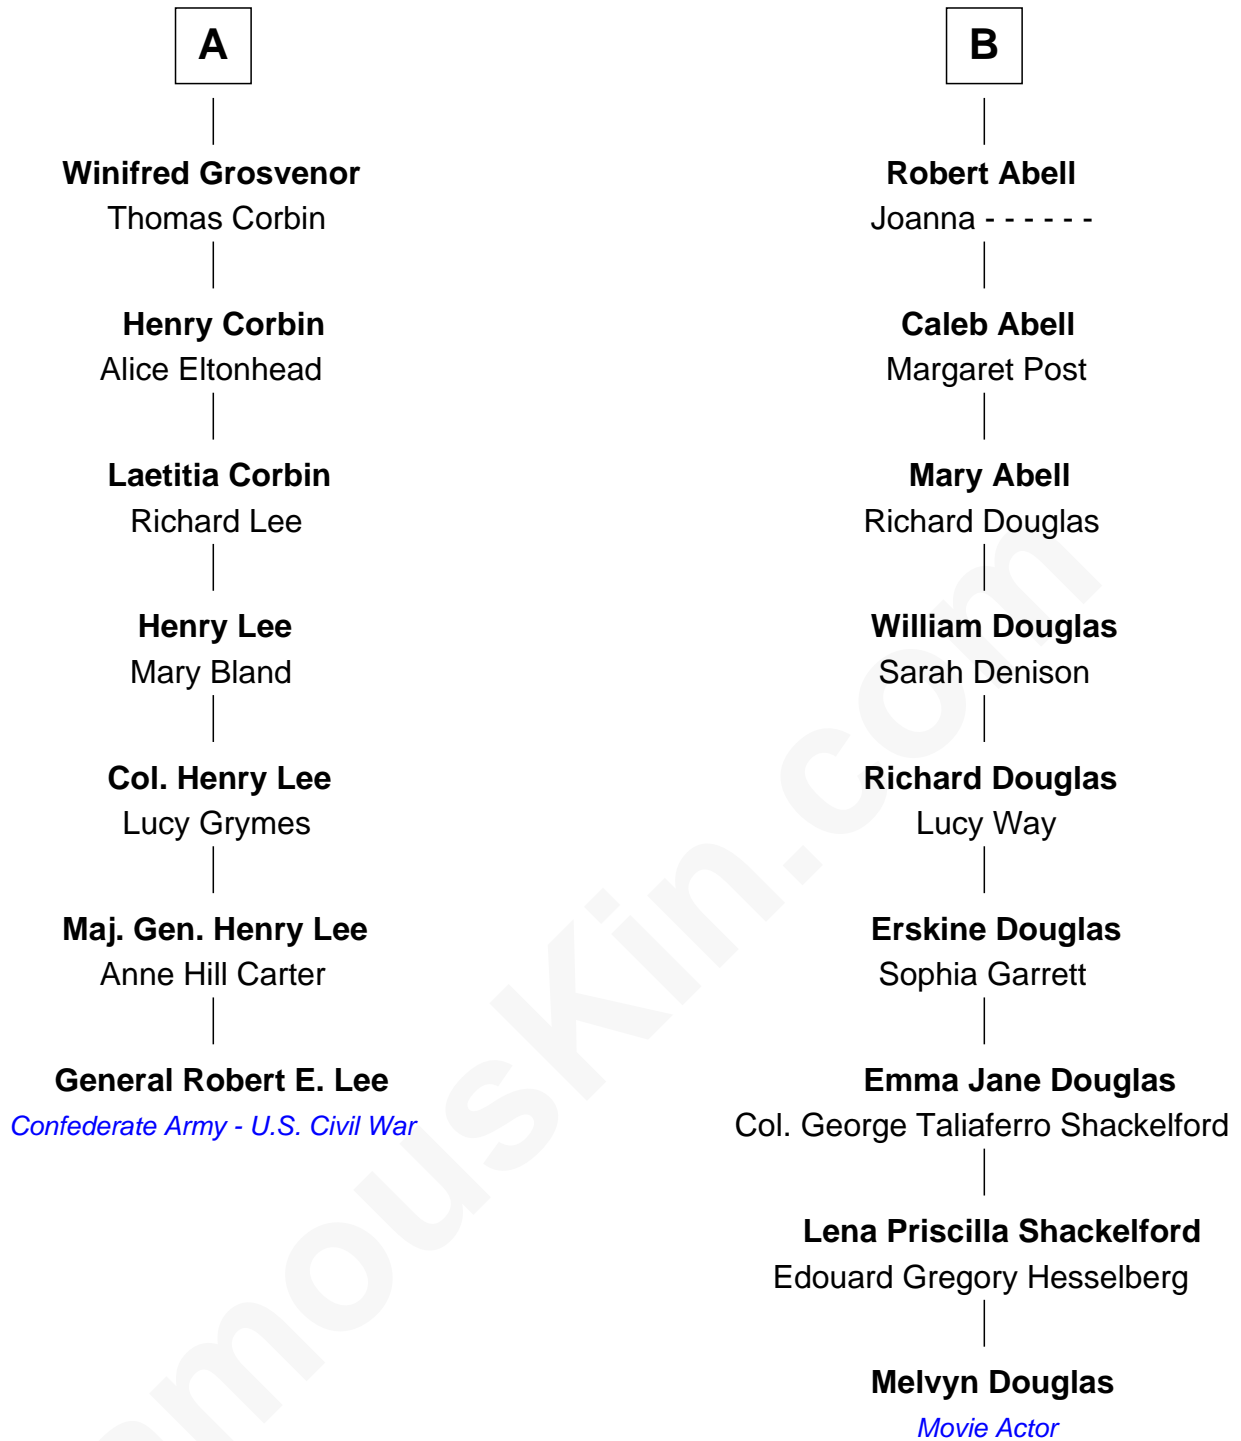 A
Winifred Grosvenor
Thomas Corbin
Henry Corbin
Alice Eltonhead
Laetitia Corbin
Richard Lee
Henry Lee
Mary Bland
Col. Henry Lee
Lucy Grymes
Maj. Gen. Henry Lee
Anne Hill Carter
General Robert E. Lee
Confederate Army - U.S. Civil War
B
Robert Abell
Joanna - - - - - -
Caleb Abell
Margaret Post
Mary Abell
Richard Douglas
William Douglas
Sarah Denison
Richard Douglas
Lucy Way
Erskine Douglas
Sophia Garrett
Emma Jane Douglas
Col. George Taliaferro Shackelford
Lena Priscilla Shackelford
Edouard Gregory Hesselberg
Melvyn Douglas
Movie Actor
amousKin.com